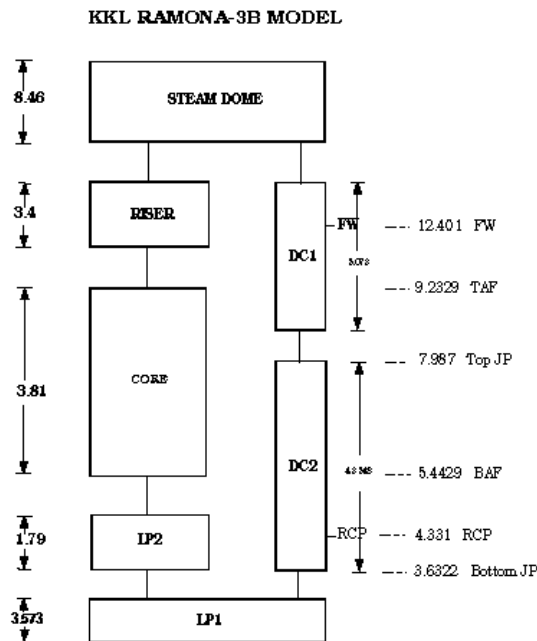 KKL RAMONA-3B MODEL
8.46
STEAM DOME
3.4
RISER
FW
12.401 FW
DC1
9.2329 TAF
7.987 Top JP
3.81
CORE
DC2
5.4429 BAF
1.79
LP2
RCP
4.331 RCP
3.6322 Bottom JP
3.573
LP1